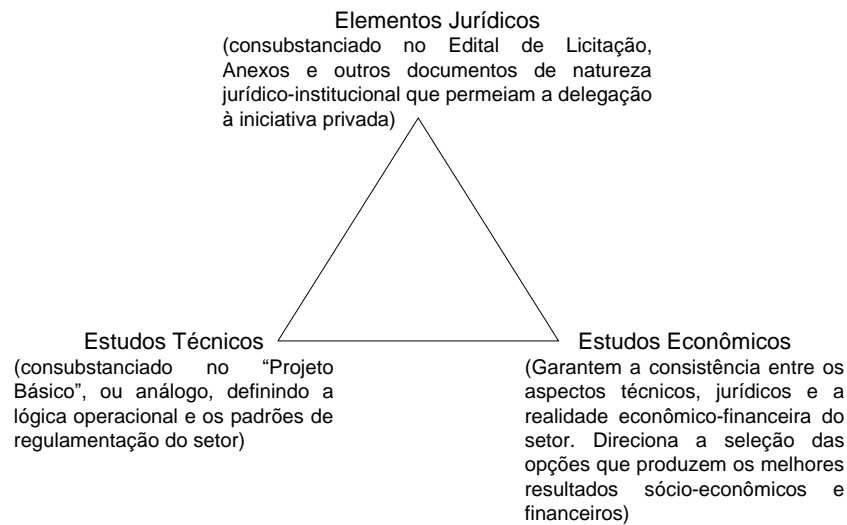 Elementos Jurídicos
(consubstanciado no Edital de Licitação,
Anexos e outros documentos de natureza
jurídico-institucional que permeiam a delegação
à iniciativa privada)
Estudos Técnicos
(consubstanciado no “Projeto
Básico”, ou análogo, definindo a
lógica operacional e os padrões de
regulamentação do setor)
Estudos Econômicos
(Garantem a consistência entre os
aspectos técnicos, jurídicos e a
realidade econômico-financeira do
setor. Direciona a seleção das
opções que produzem os melhores
resultados sócio-econômicos e
financeiros)